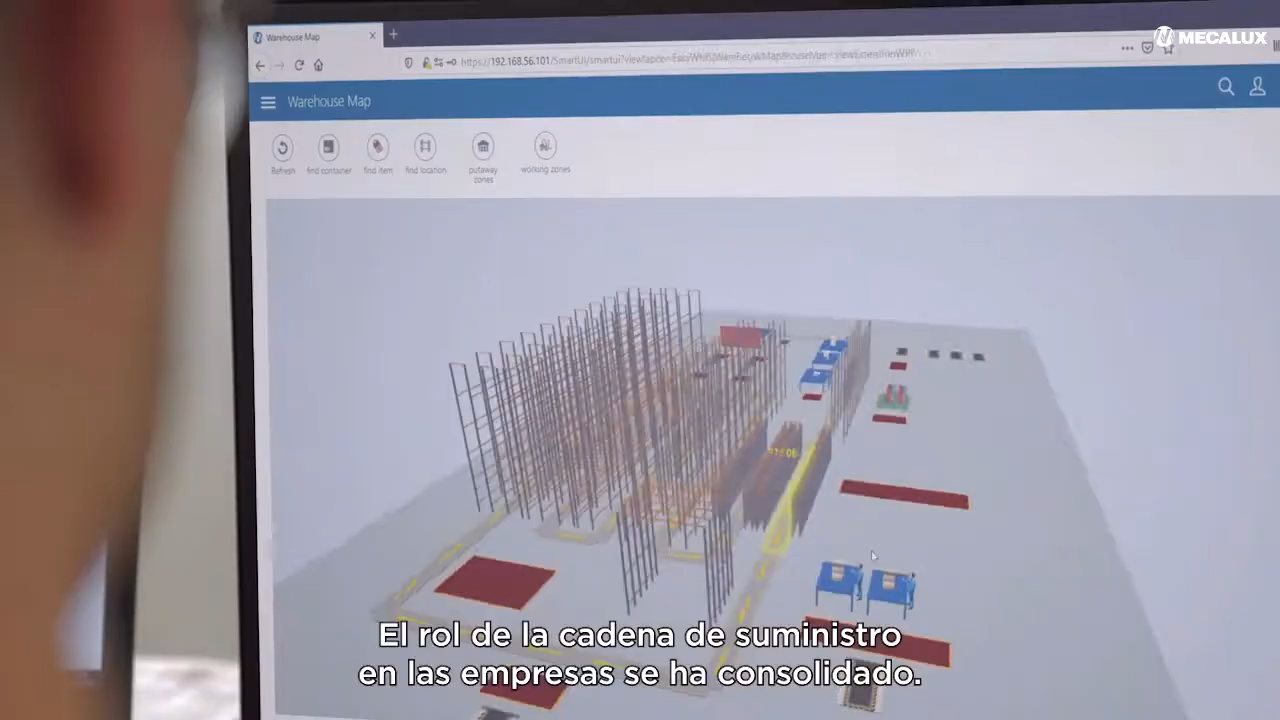 Warehouse Map
MECALUX
Warehouse Map
Refresh
find container
find item
find location
putaway
zones
working zones
El rol de la cadena de suministro
en las empresas se ha consolidado.